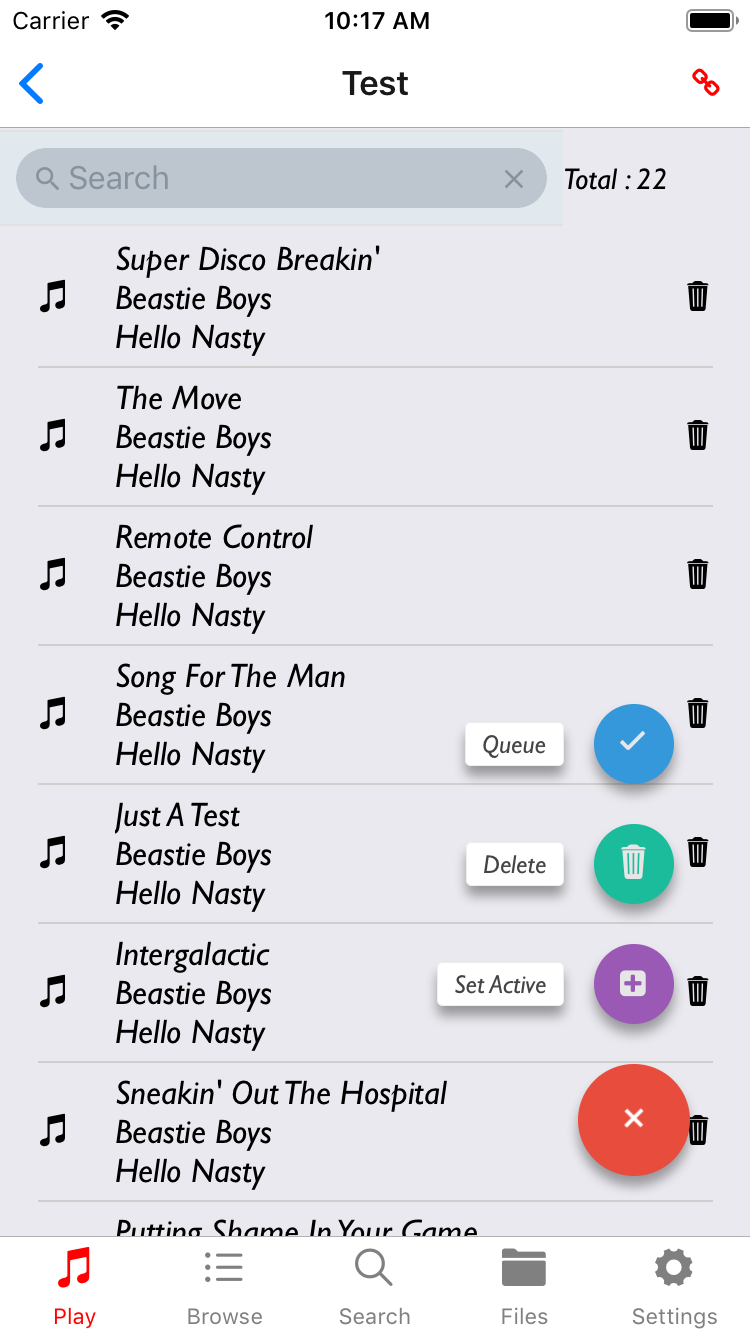 Carrier 10:17 AM
Test
Search
Total : 22
Super Disco Breakin'
Beastie Boys
Hello Nasty
The Move
Beastie Boys
Hello Nasty
Remote Control
Beastie Boys
Hello Nasty
Song For The Man
Beastie Boys
Hello Nasty
Queue
Just A Test
Beastie Boys
Hello Nasty
Delete
Intergalactic
Beastie Boys
Hello Nasty
Set Active
Sneakin' Out The Hospital
Beastie Boys
Hello Nasty
Putting Shame In Your Game
Play Browse Search Files Settings